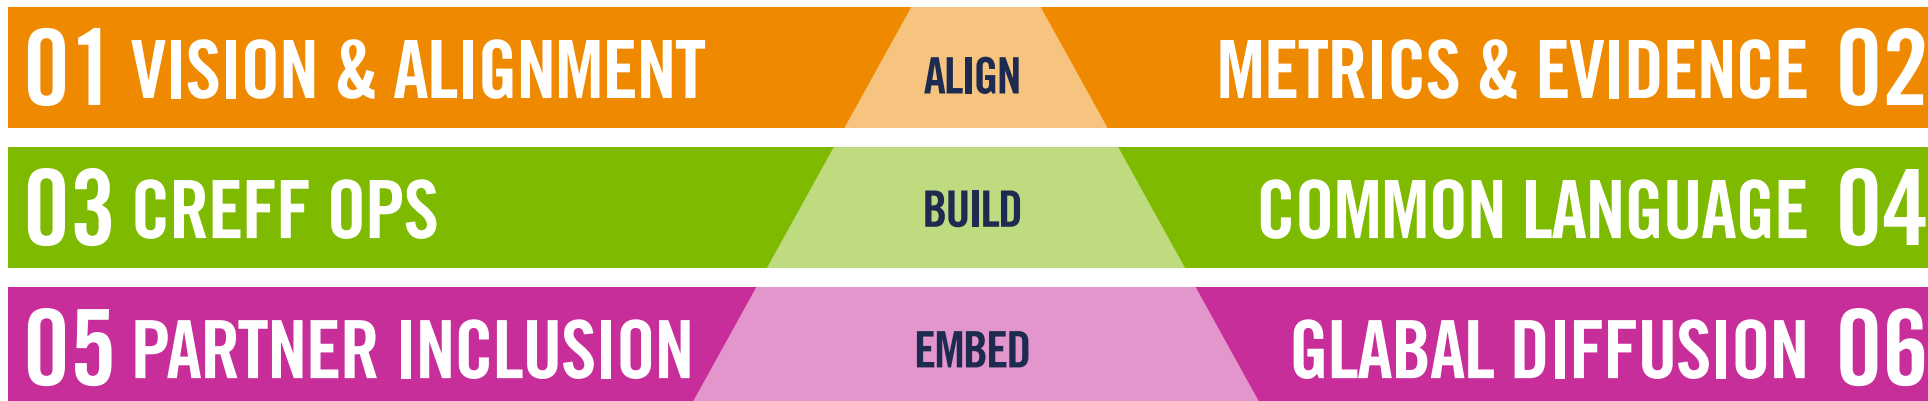 01 VISION & ALIGNMENT ALIGN METRICS & EVIDENCE 02
03 CREFF OPS BUILD COMMON LANGUAGE 04
05 PARTNER INCLUSION EMBED GLABAL DIFFUSION 06